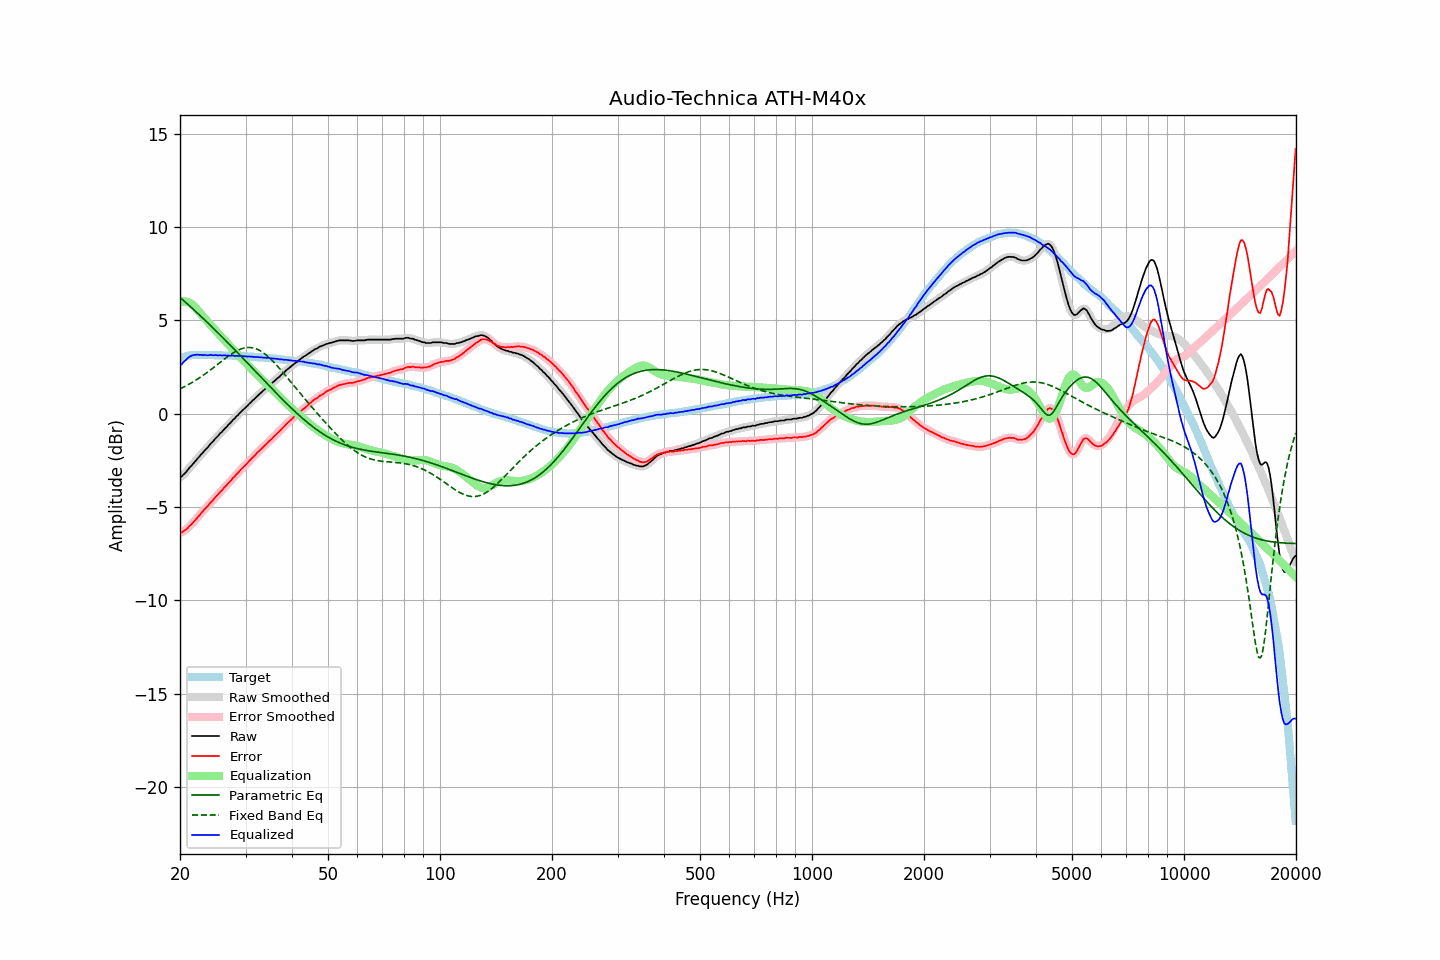 Audio-Technica ATH-M40x
Amplitude (dBr)
15
10
5
0
−5
−10
−15
−20
Target
Raw Smoothed
Error Smoothed
Raw
Error
Equalization
Parametric Eq
Fixed Band Eq
Equalized
20 50 100 200 500 1000 2000 5000 10000 20000
Frequency (Hz)